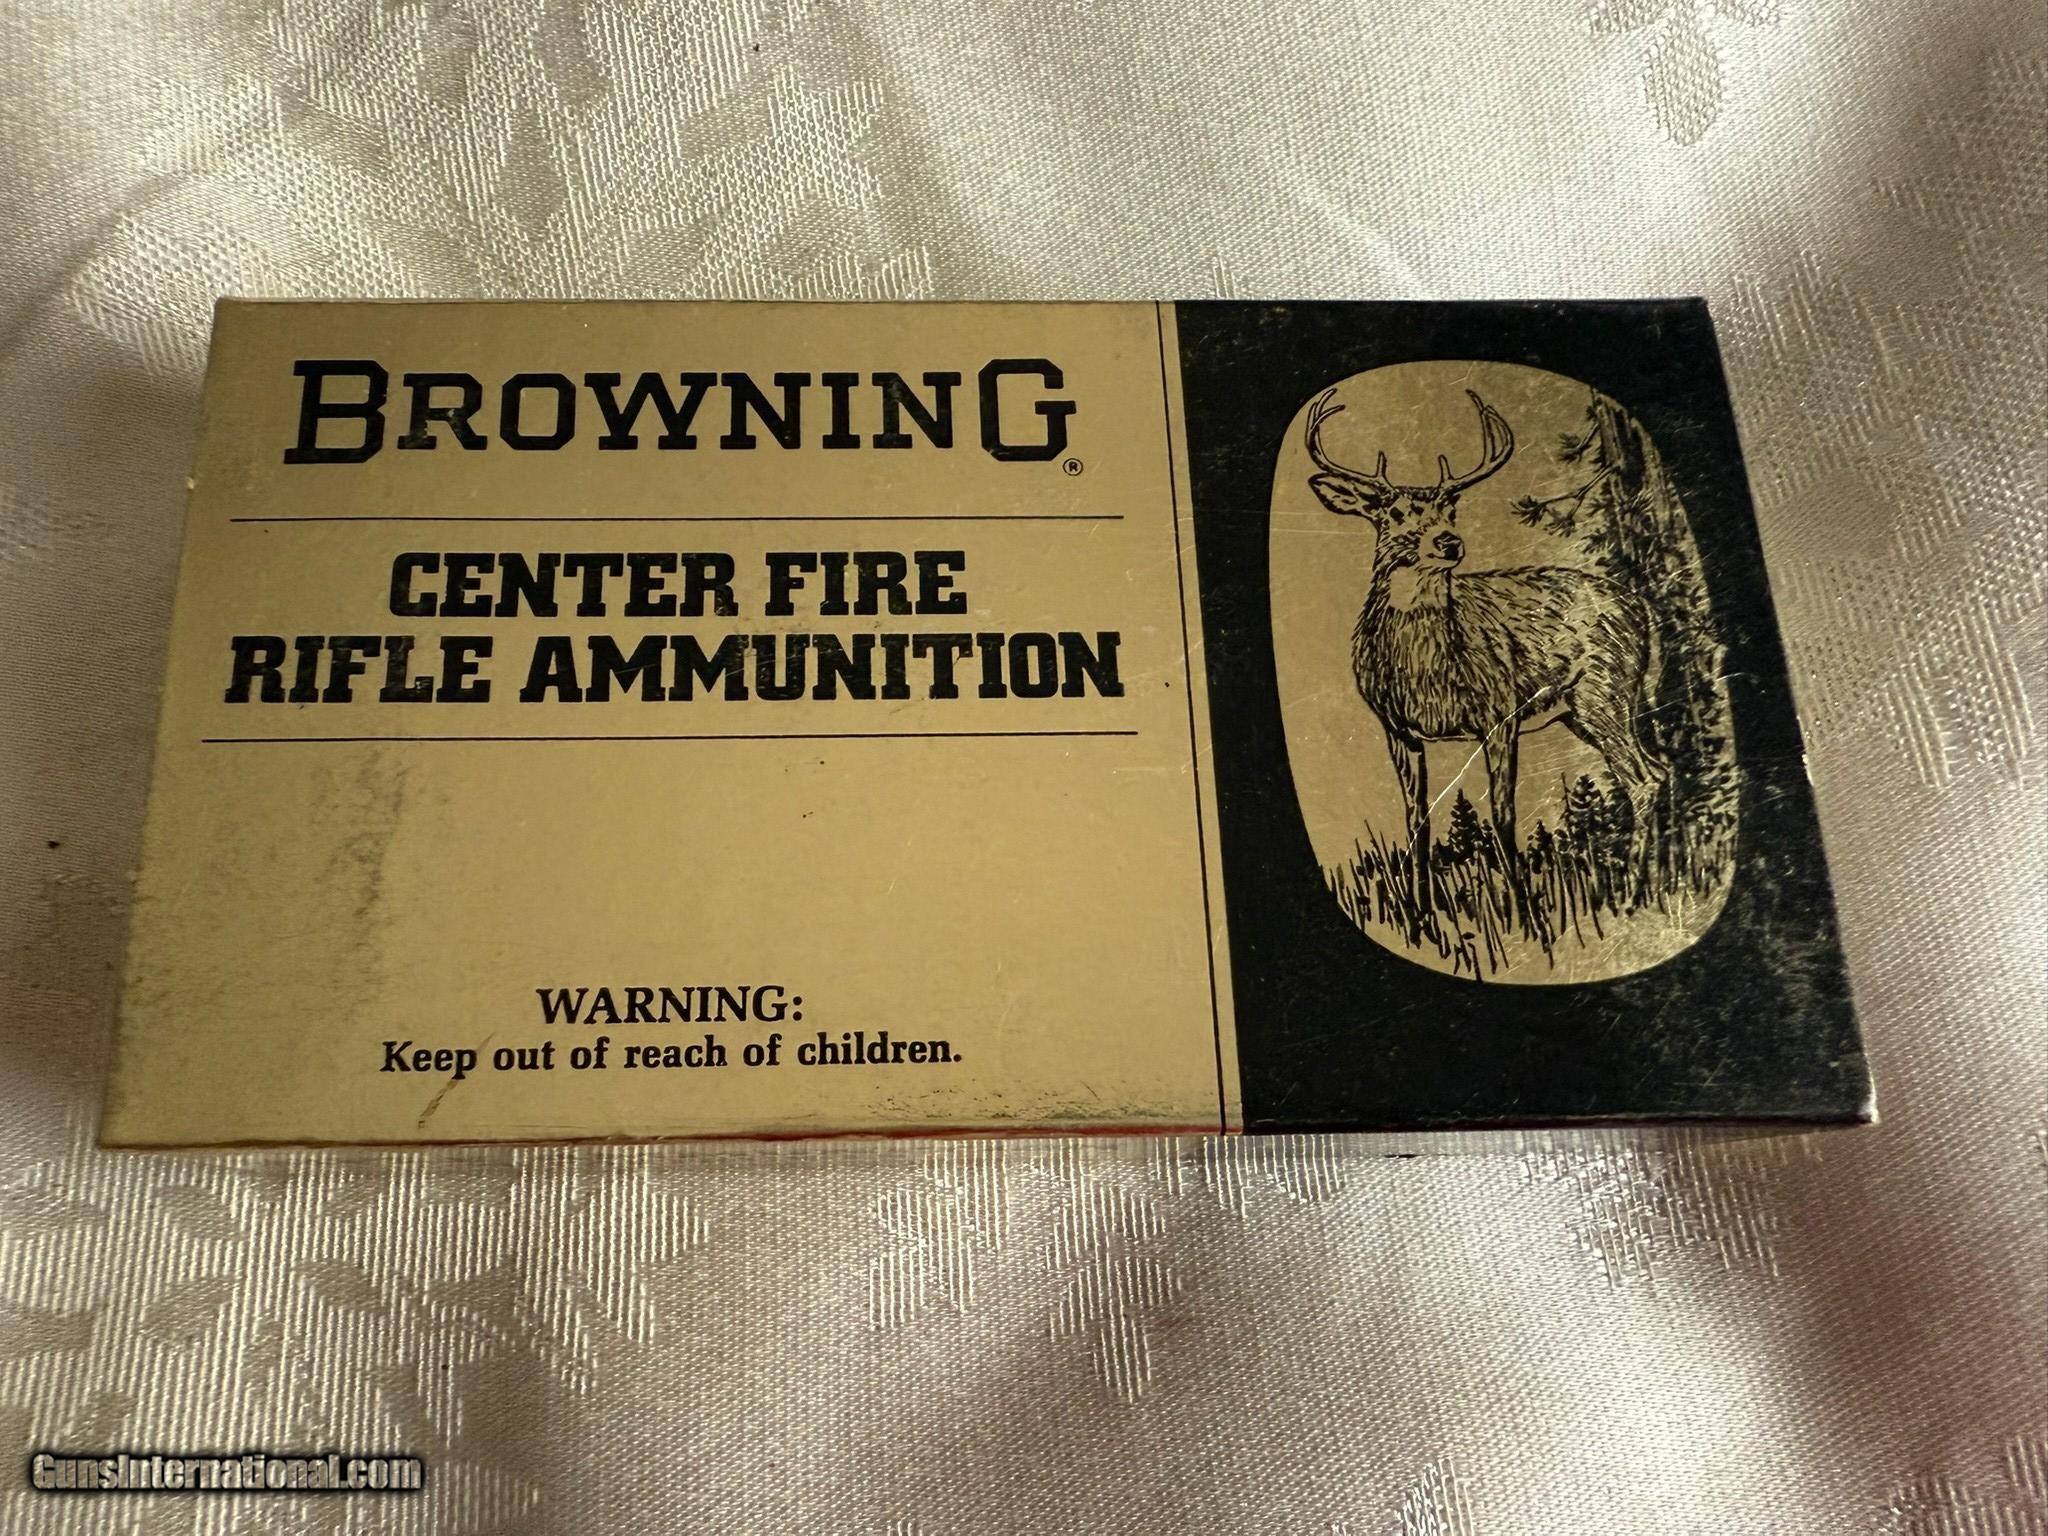 BROWNING®
CENTER FIRE
RIFLE AMMUNITION
WARNING:
Keep out of reach of children.
GunsInternational.com